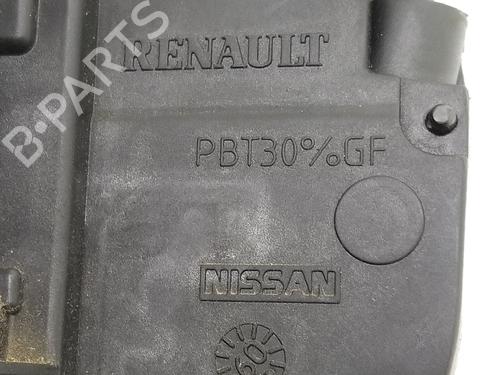 RENAULT
B-PARTS
PBT30%GF
NISSAN